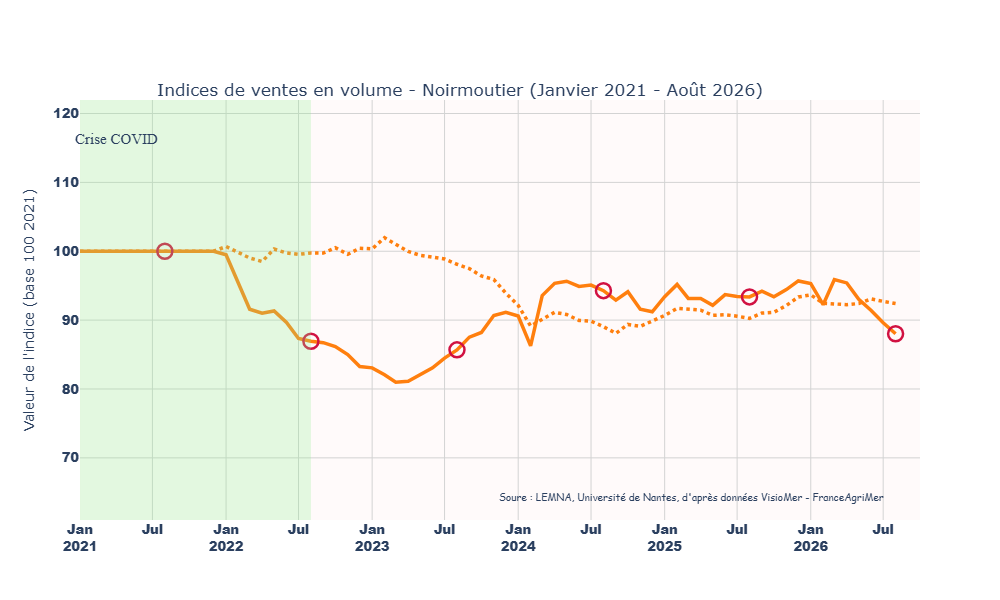 Indices de ventes en volume - Noirmoutier (Janvier 2021 - Août 2026)
Valeur de l'indice (base 100 2021)
120
110
100
90
80
70
Crise COVID
Soure : LEMNA, Université de Nantes, d'après données VisioMer - FranceAgriMer
Jan Jul Jan Jul Jan Jul Jan Jul Jan Jul Jan Jul
2021 2022 2023 2024 2025 2026